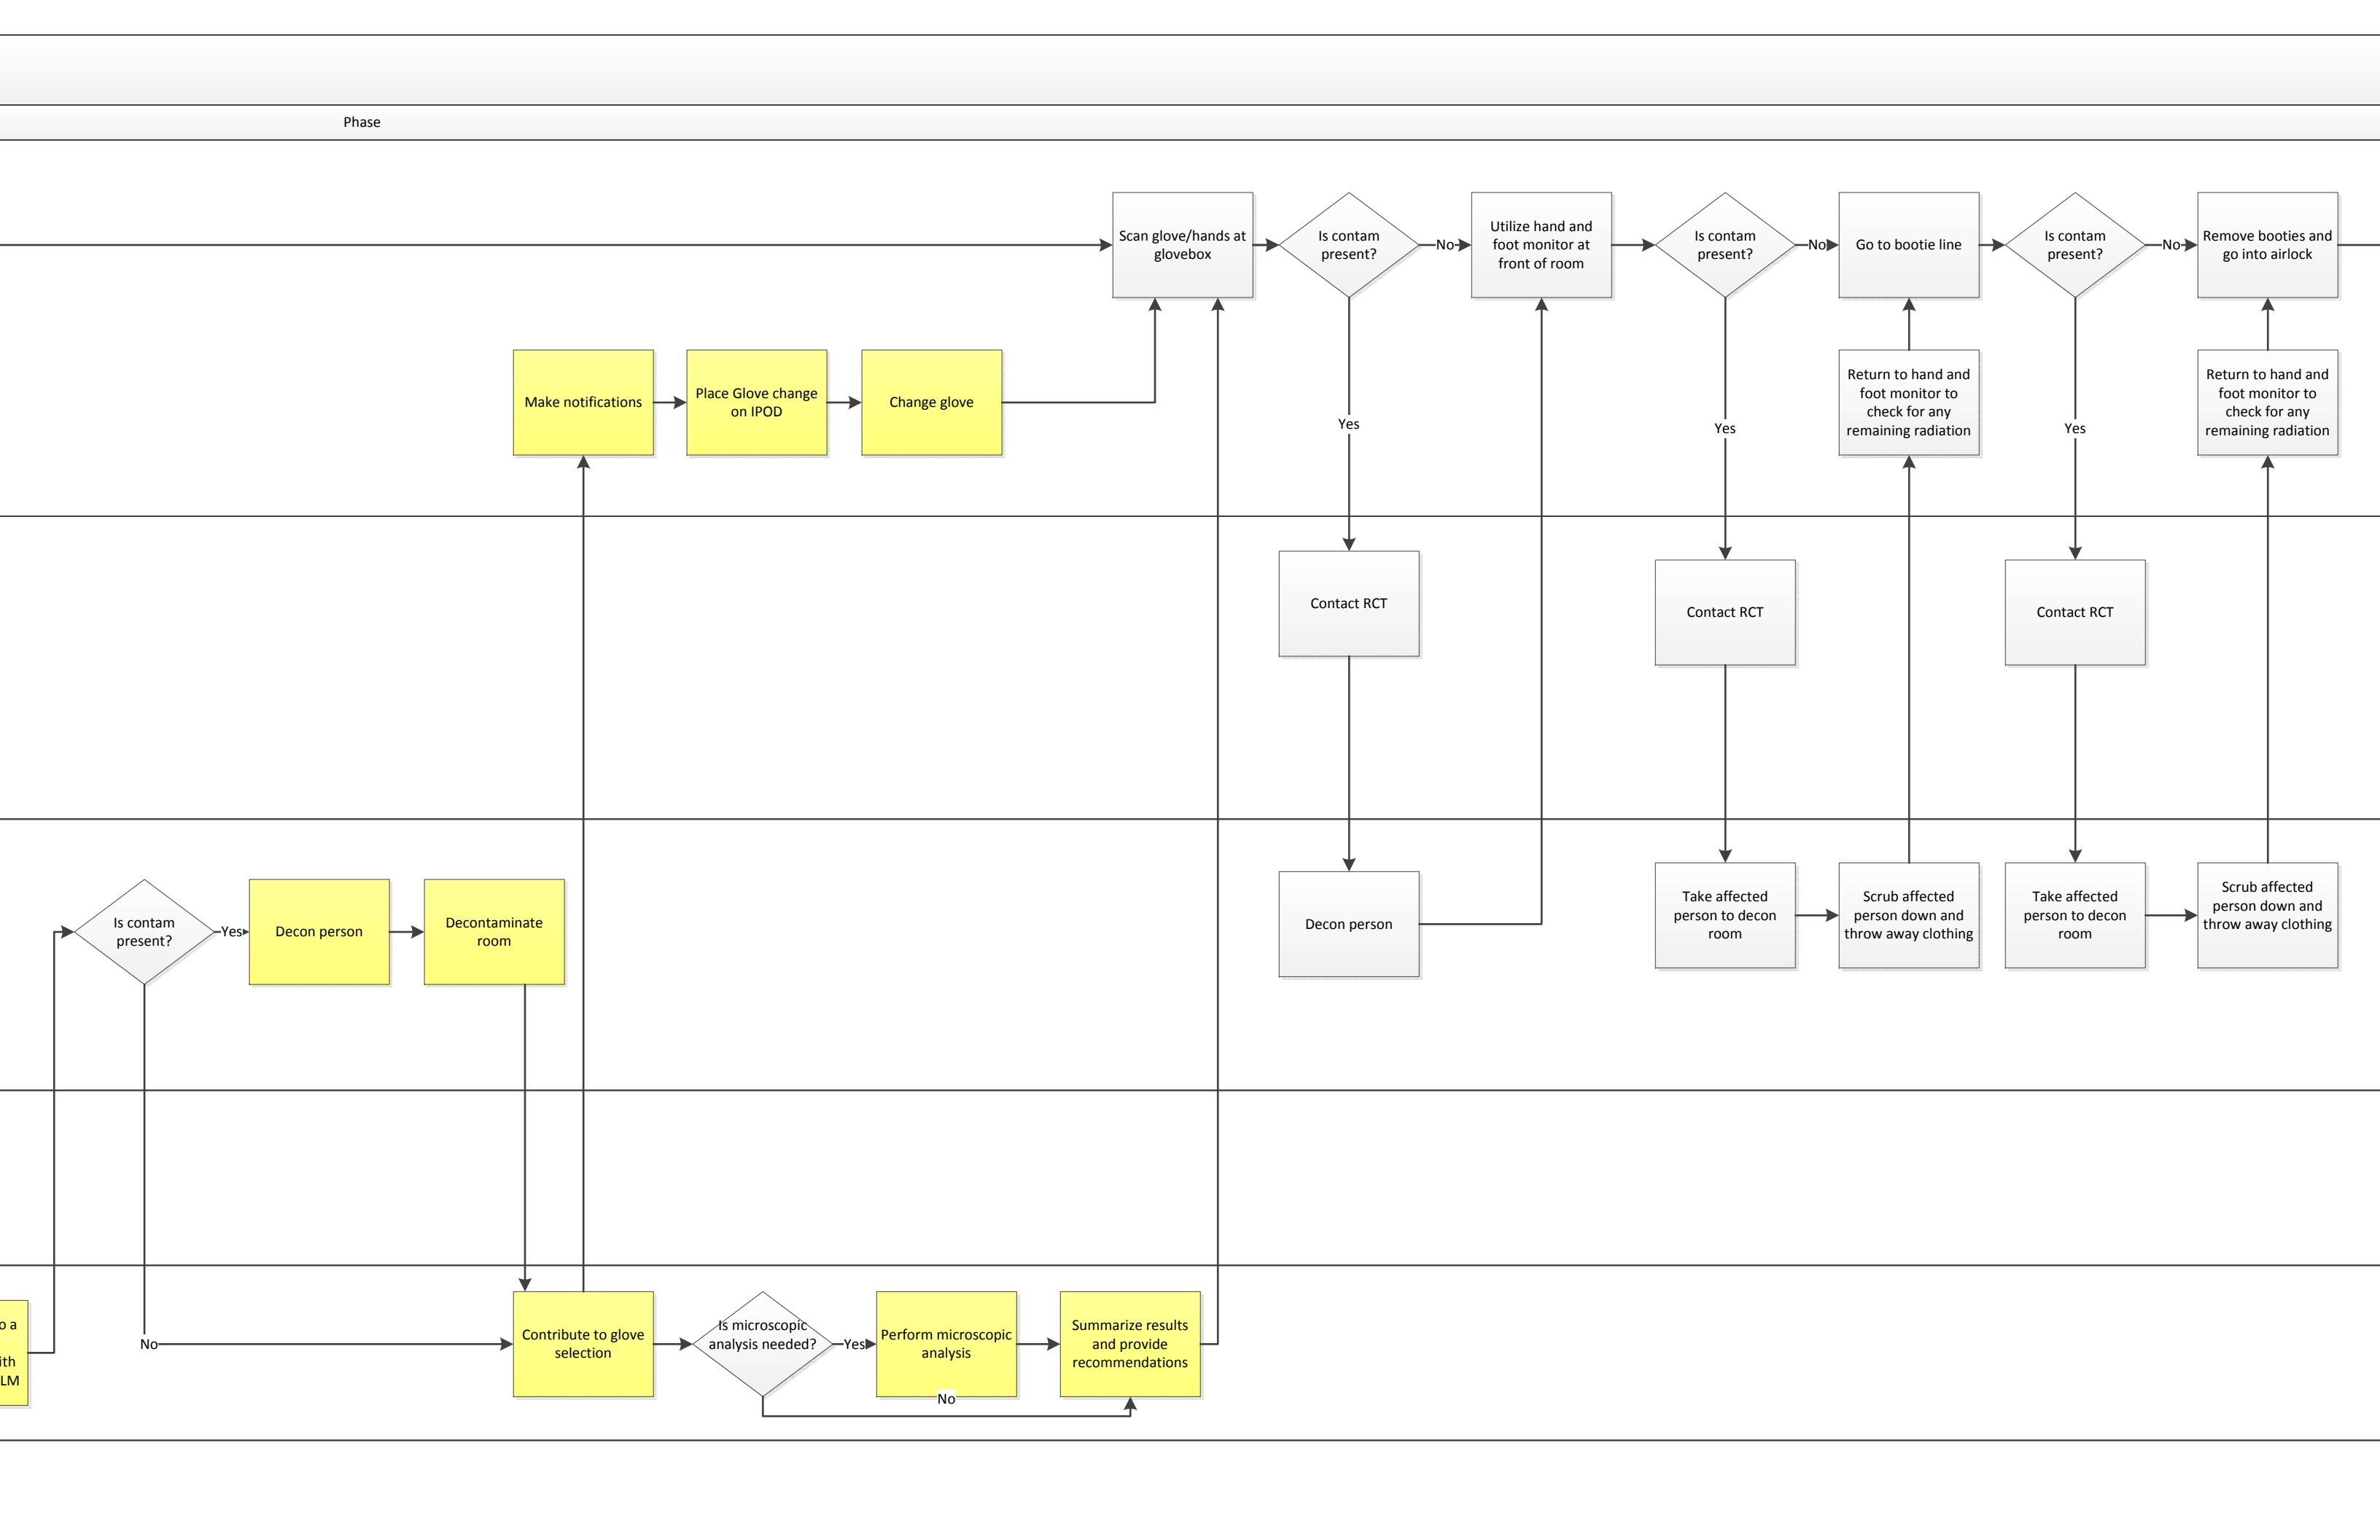 Phase
Scan glove/hands at
glovebox
Is contam
present?
No
Utilize hand and
foot monitor at
front of room
Is contam
present?
No
Go to bootie line
Is contam
present?
No
Remove booties and
go into airlock
Make notifications
Place Glove change
on IPOD
Change glove
Yes
Yes
Return to hand and
foot monitor to
check for any
remaining radiation
Yes
Return to hand and
foot monitor to
check for any
remaining radiation
Contact RCT
Contact RCT
Contact RCT
Is contam
present?
Yes
Decon person
Decontaminate
room
Decon person
Take affected
person to decon
room
Scrub affected
person down and
throw away clothing
Take affected
person to decon
room
Scrub affected
person down and
throw away clothing
o a
ith
LM
No
Contribute to glove
selection
Is microscopic
analysis needed?
Yes
Perform microscopic
analysis
No
Summarize results
and provide
recommendations